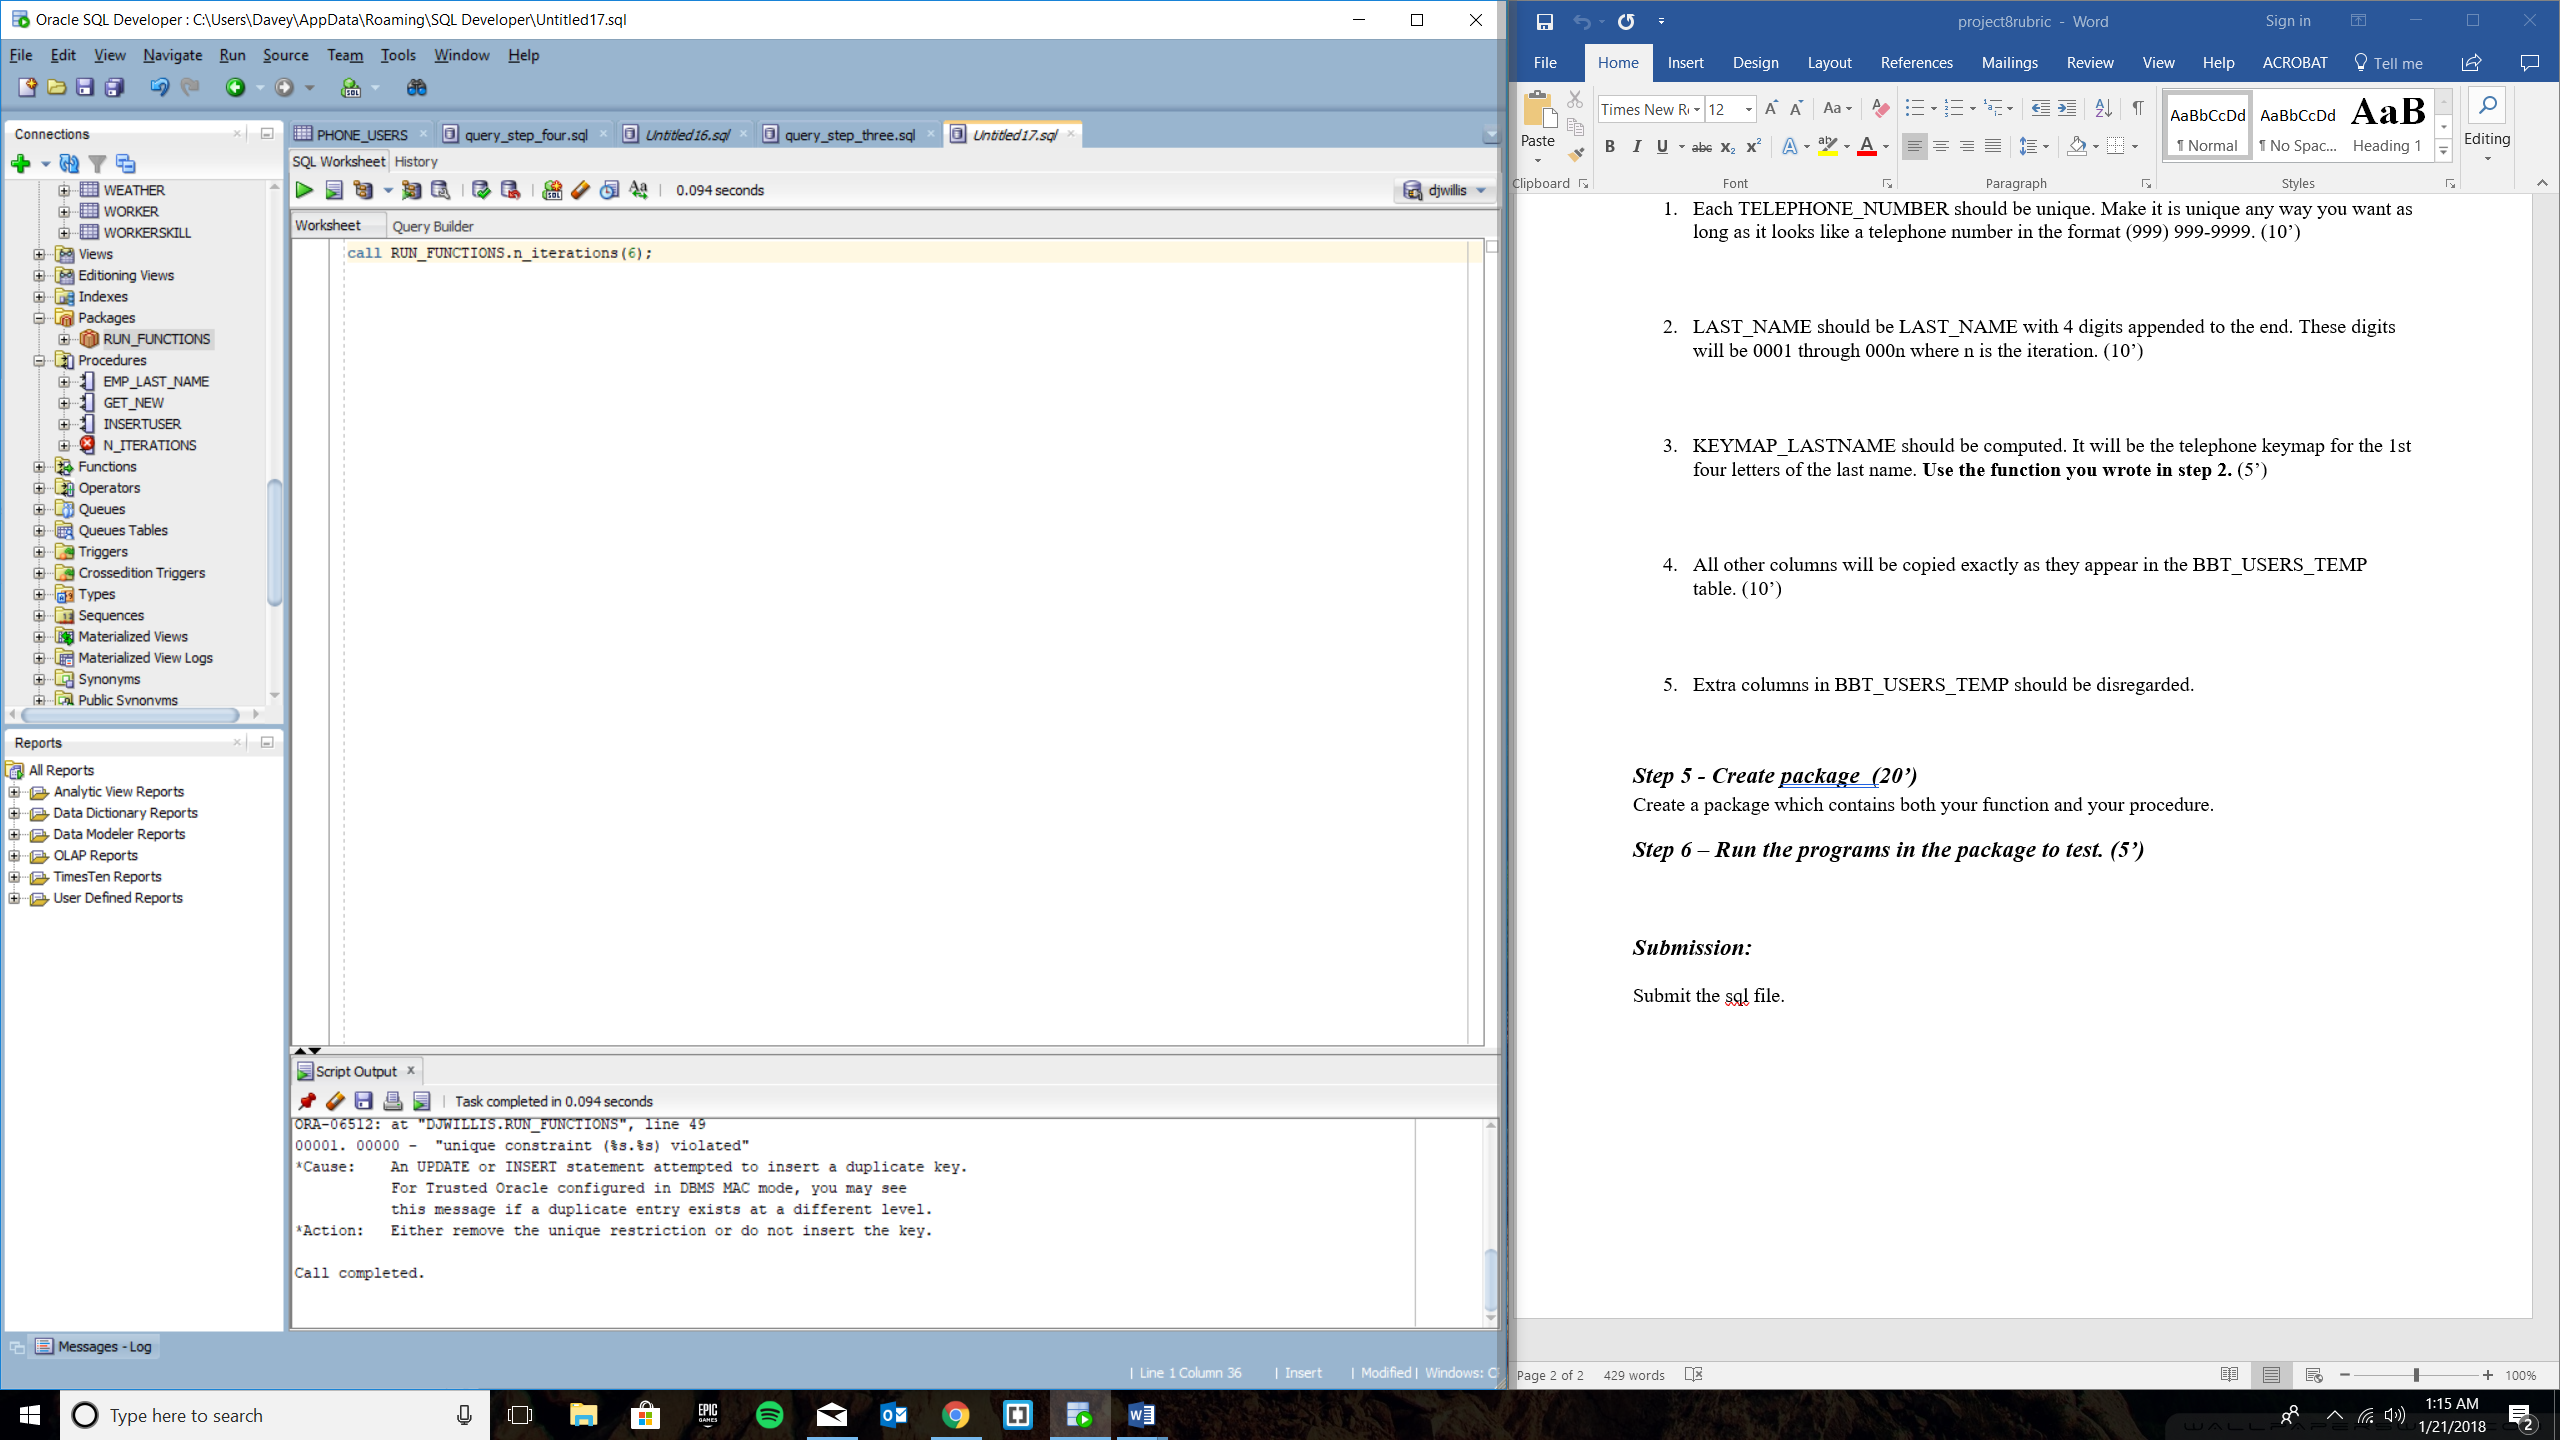 Oracle SQL Developer : C:\Users\Davey\AppData\Roaming\SQL Developer\Untitled17.sql
File Edit View Navigate Run Source Team Tools Window Help
Connections
WEATHER
WORKER
WORKERSKILL
Views
Editioning Views
Indexes
Packages
RUN_FUNCTIONS
Procedures
EMP_LAST_NAME
GET_NEW
INSERTUSER
N_ITERATIONS
Functions
Operators
Queues
Queues Tables
Triggers
Crossedition Triggers
Types
Sequences
Materialized Views
Materialized View Logs
Synonyms
Public Synonyms
Reports
All Reports
Analytic View Reports
Data Dictionary Reports
Data Modeler Reports
OLAP Reports
TimesTen Reports
User Defined Reports
Messages - Log
PHONE_USERS query_step_four.sql Untitled16.sql query_step_three.sql Untitled17.sql
SQL Worksheet History
0.094 seconds djwillis
Worksheet Query Builder
call RUN_FUNCTIONS.n_iterations(6);
Script Output
Task completed in 0.094 seconds
ORA-06512: at "DJWILLIS.RUN_FUNCTIONS", line 49
00001. 00000 - "unique constraint (%s.%s) violated"
*Cause: An UPDATE or INSERT statement attempted to insert a duplicate key.
For Trusted Oracle configured in DBMS MAC mode, you may see
this message if a duplicate entry exists at a different level.
*Action: Either remove the unique restriction or do not insert the key.
Call completed.
Line 1 Column 36 Insert Modified Windows: C
project8rubric - Word Sign in
File Home Insert Design Layout References Mailings Review View Help ACROBAT Tell me
Paste Times New R 12 Aa AaBbCcDd AaBbCcDd AaB Editing
¶ Normal ¶ No Spac... Heading 1
Clipboard Font Paragraph Styles
1. Each TELEPHONE_NUMBER should be unique. Make it is unique any way you want as
long as it looks like a telephone number in the format (999) 999-9999. (10’)
2. LAST_NAME should be LAST_NAME with 4 digits appended to the end. These digits
will be 0001 through 000n where n is the iteration. (10’)
3. KEYMAP_LASTNAME should be computed. It will be the telephone keymap for the 1st
four letters of the last name. Use the function you wrote in step 2. (5’)
4. All other columns will be copied exactly as they appear in the BBT_USERS_TEMP
table. (10’)
5. Extra columns in BBT_USERS_TEMP should be disregarded.
Step 5 - Create package (20’)
Create a package which contains both your function and your procedure.
Step 6 – Run the programs in the package to test. (5’)
Submission:
Submit the sql file.
Page 2 of 2 429 words 100%
Type here to search
EPIC GAMES
1:15 AM
1/21/2018
2